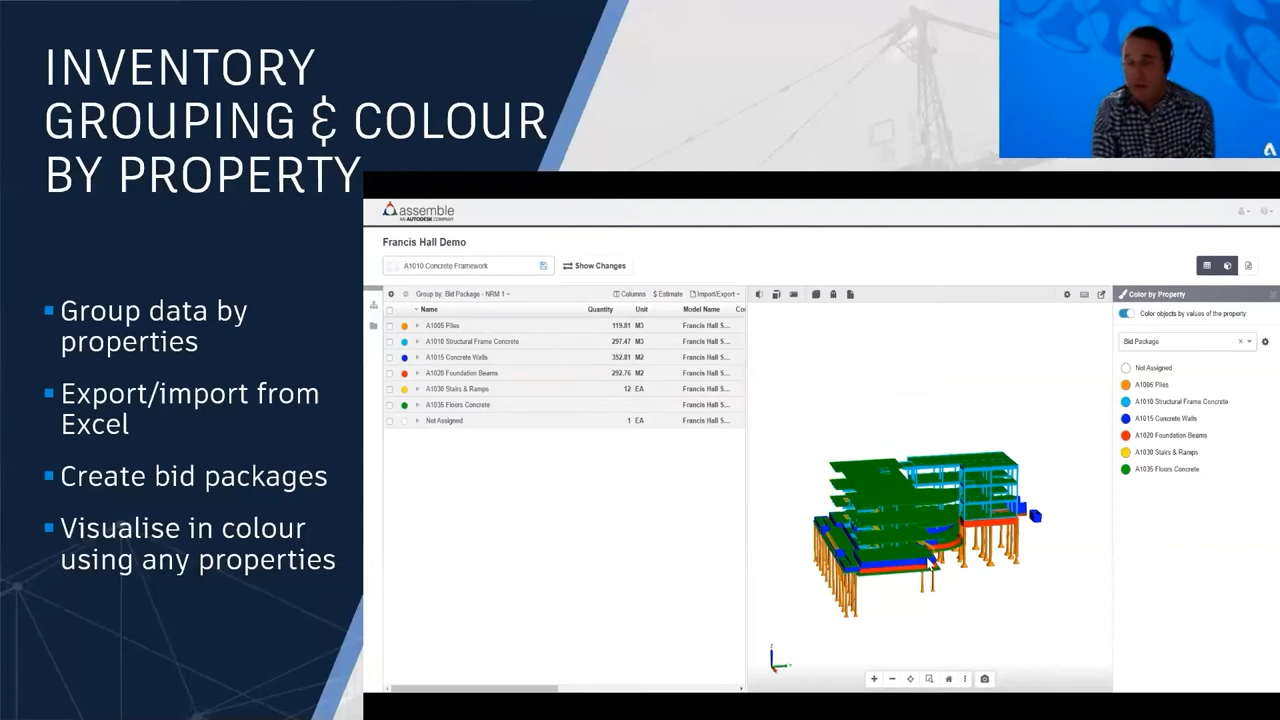 INVENTORY
GROUPING & COLOUR
BY PROPERTY
Group data by
properties
Export/import from
Excel
Create bid packages
Visualise in colour
using any properties
assemble
AN AUTODESK COMPANY
Francis Hall Demo
A1010 Concrete Framework
Show Changes
Group by: Bid Package - NRM 1
Columns
$ Estimate
Import/Export
Name Quantity Unit Model Name
A1005 Piles 119.81 M3 Francis Hall S...
A1010 Structural Frame Concrete 297.47 M3 Francis Hall S...
A1015 Concrete Walls 352.81 M2 Francis Hall S...
A1020 Foundation Beams 292.76 M2 Francis Hall S...
A1030 Stairs & Ramps 12 EA Francis Hall S...
A1035 Floors Concrete Francis Hall S...
Not Assigned 1 EA Francis Hall S...
Color by Property
Color objects by values of the property:
Bid Package
Not Assigned
A1005 Piles
A1010 Structural Frame Concrete
A1015 Concrete Walls
A1020 Foundation Beams
A1030 Stairs & Ramps
A1035 Floors Concrete